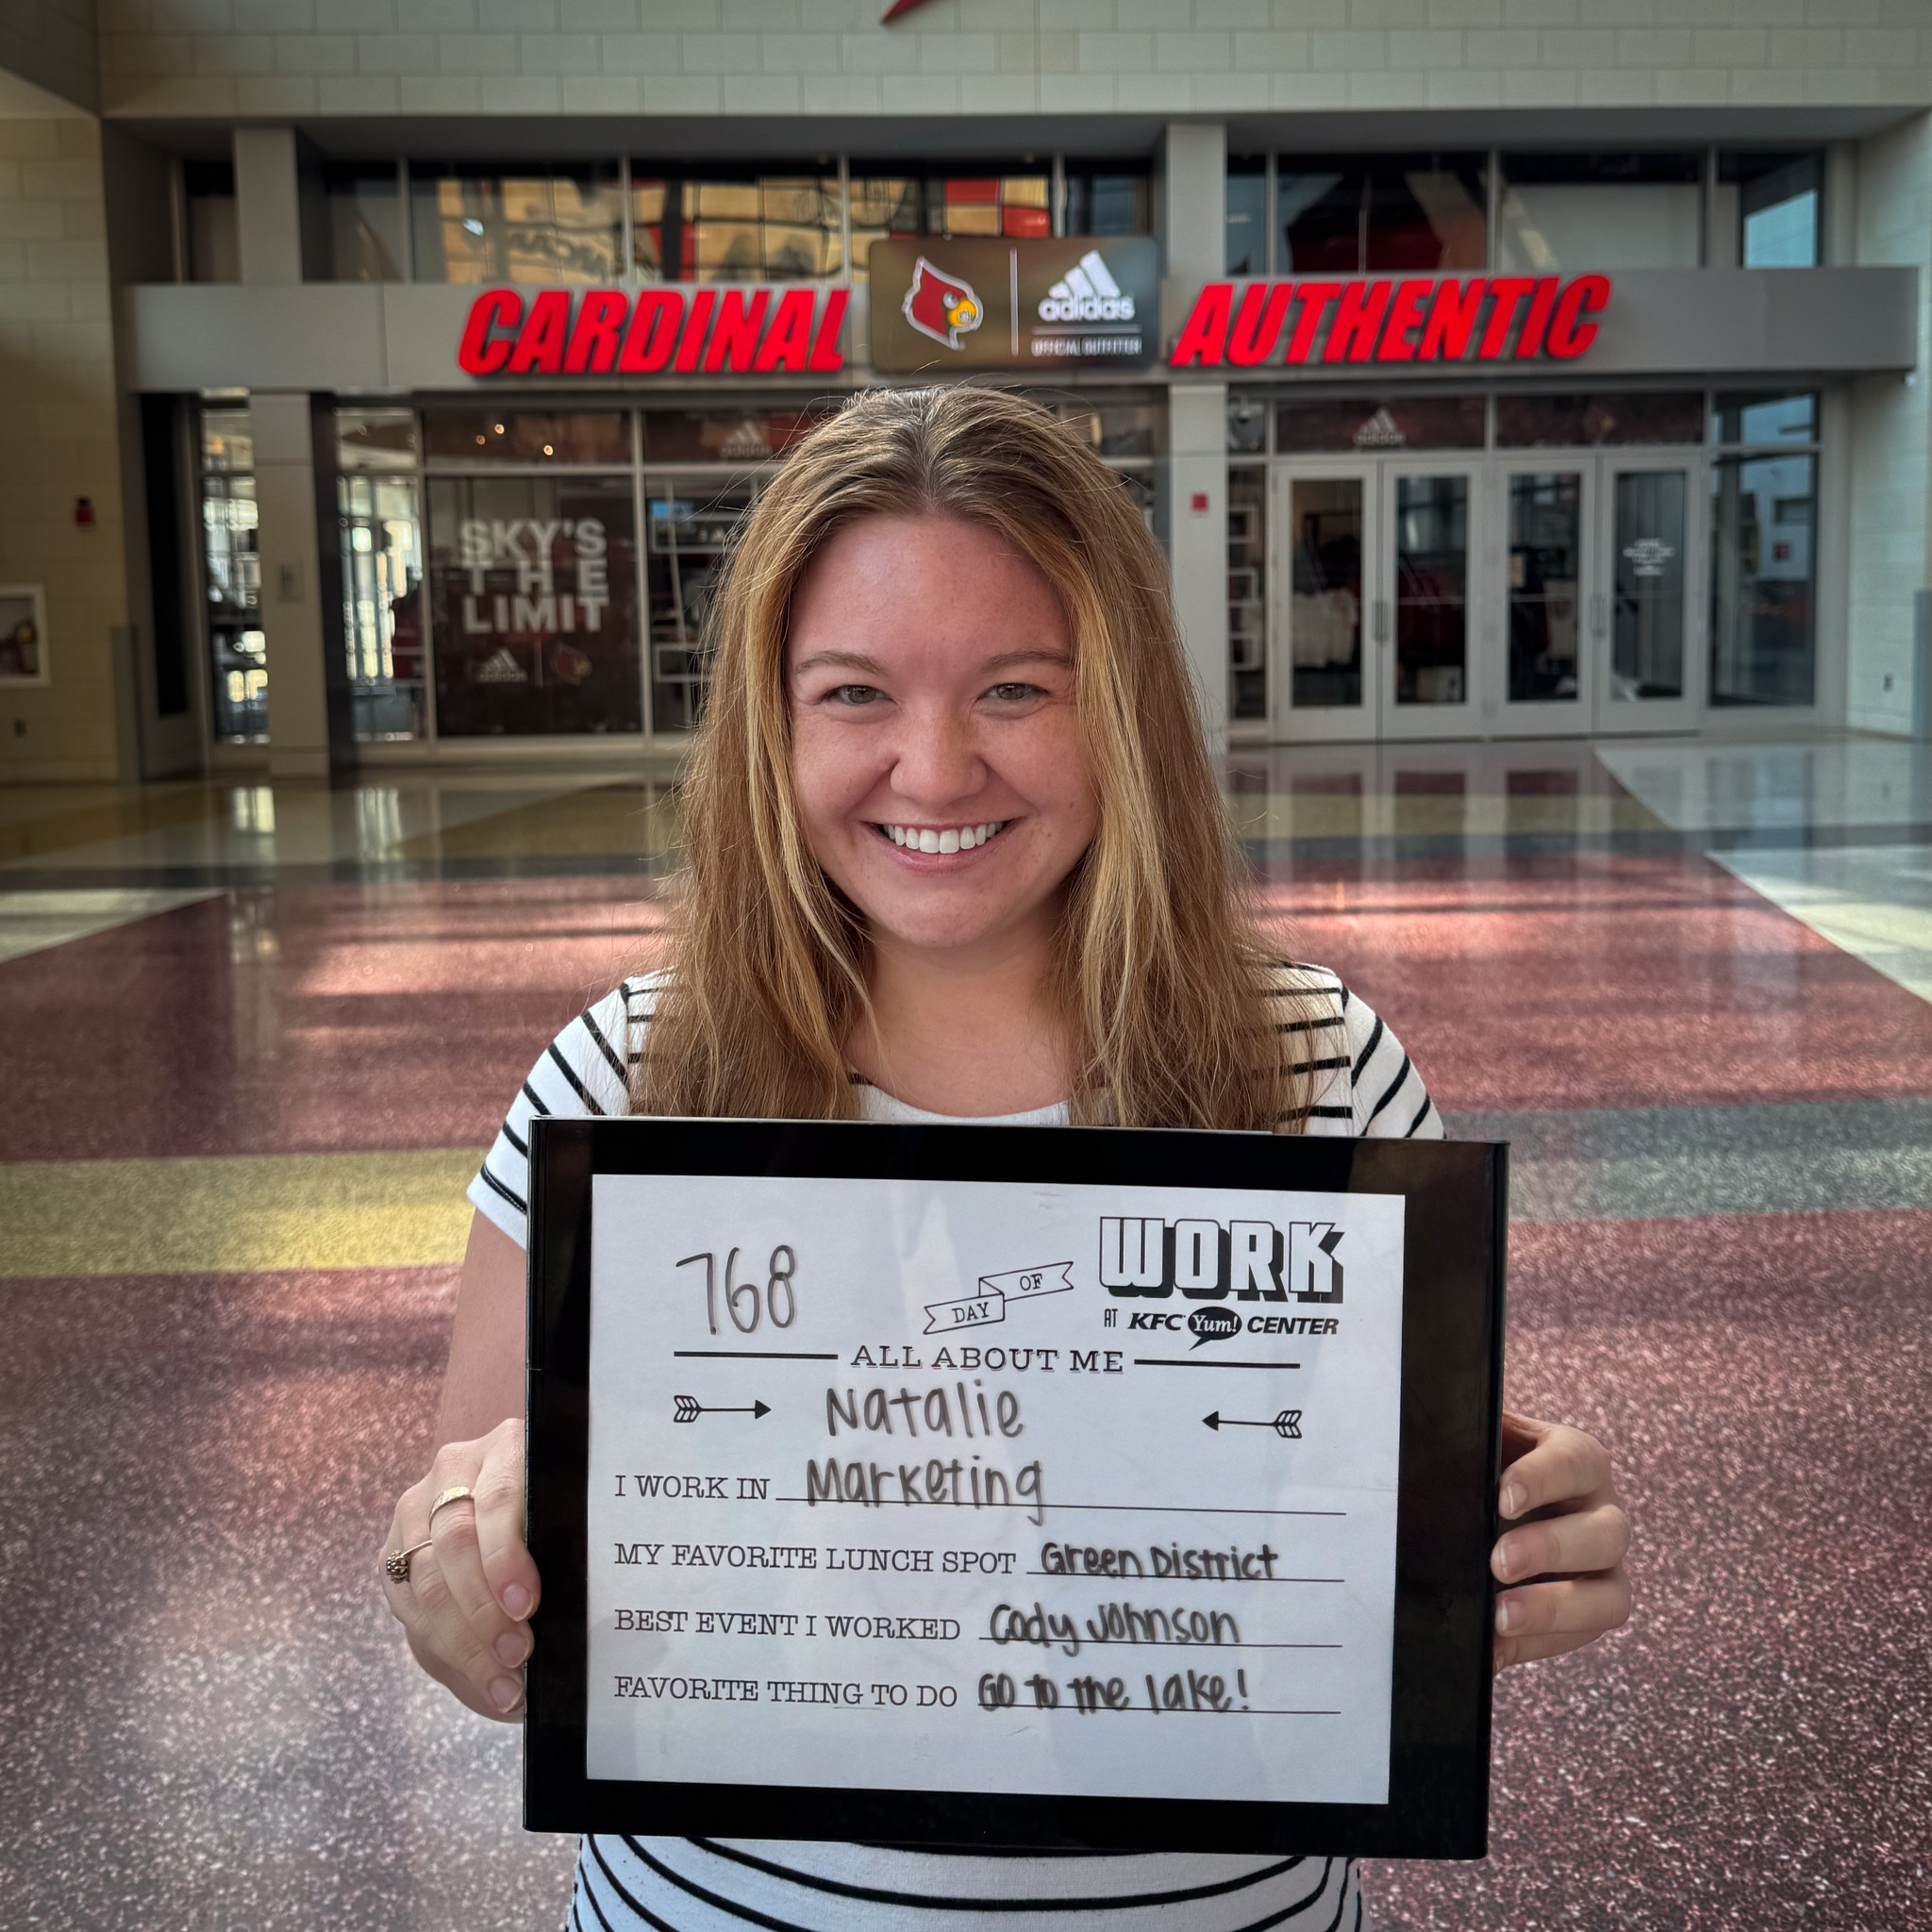 CARDINAL
adidas
OFFICIAL OUTFITTER
AUTHENTIC
SKY'S
THE
LIMIT
adidas
768
DAY OF
WORK
AT KFC Yum! CENTER
ALL ABOUT ME
Natalie
I WORK IN Marketing
MY FAVORITE LUNCH SPOT Green District
BEST EVENT I WORKED Cody Johnson
FAVORITE THING TO DO GO to the lake!